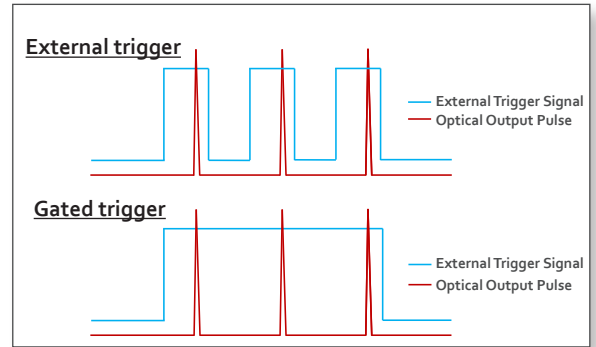 External trigger
External Trigger Signal
Optical Output Pulse
Gated trigger
External Trigger Signal
Optical Output Pulse